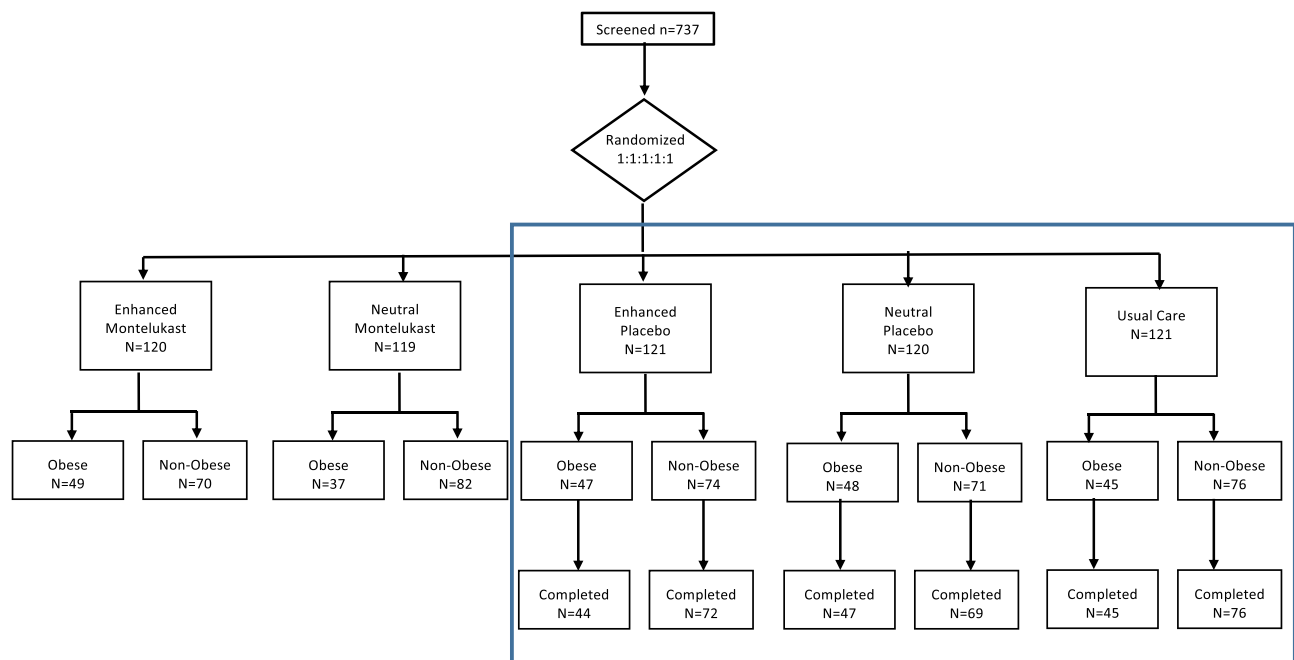 Screened n=737
Randomized
1:1:1:1:1
Enhanced
Montelukast
N=120
Neutral
Montelukast
N=119
Enhanced
Placebo
N=121
Neutral
Placebo
N=120
Usual Care
N=121
Obese
N=49
Non-Obese
N=70
Obese
N=37
Non-Obese
N=82
Obese
N=47
Non-Obese
N=74
Obese
N=48
Non-Obese
N=71
Obese
N=45
Non-Obese
N=76
Completed
N=44
Completed
N=72
Completed
N=47
Completed
N=69
Completed
N=45
Completed
N=76